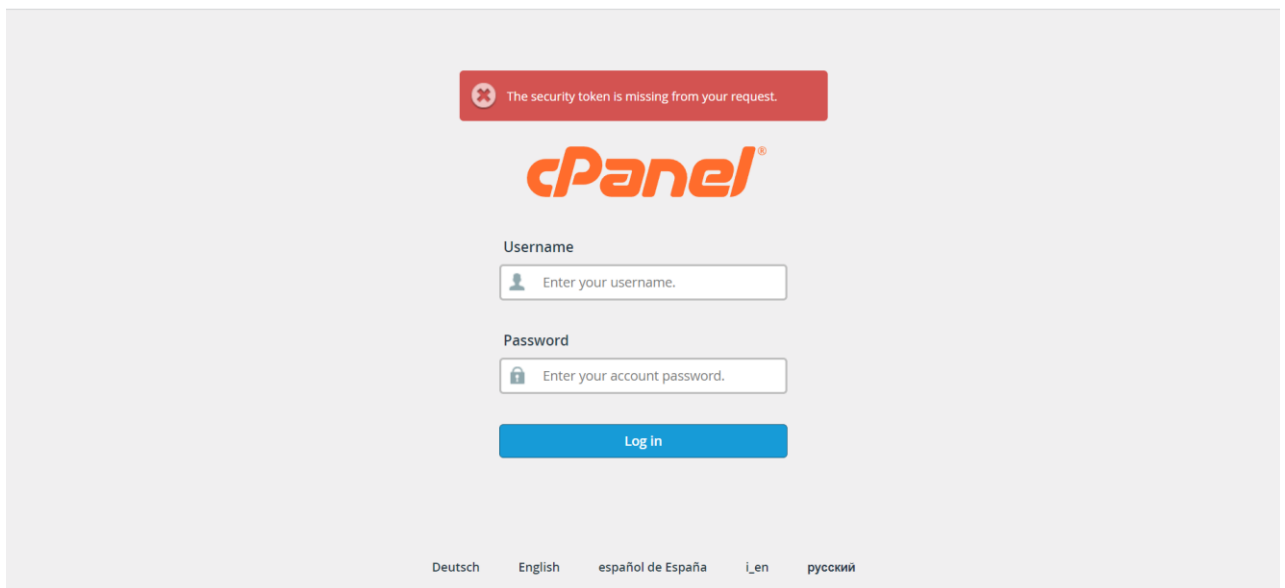 The security token is missing from your request.
cPanel®
Username
Enter your username.
Password
Enter your account password.
Log in
Deutsch English español de España i_en русский